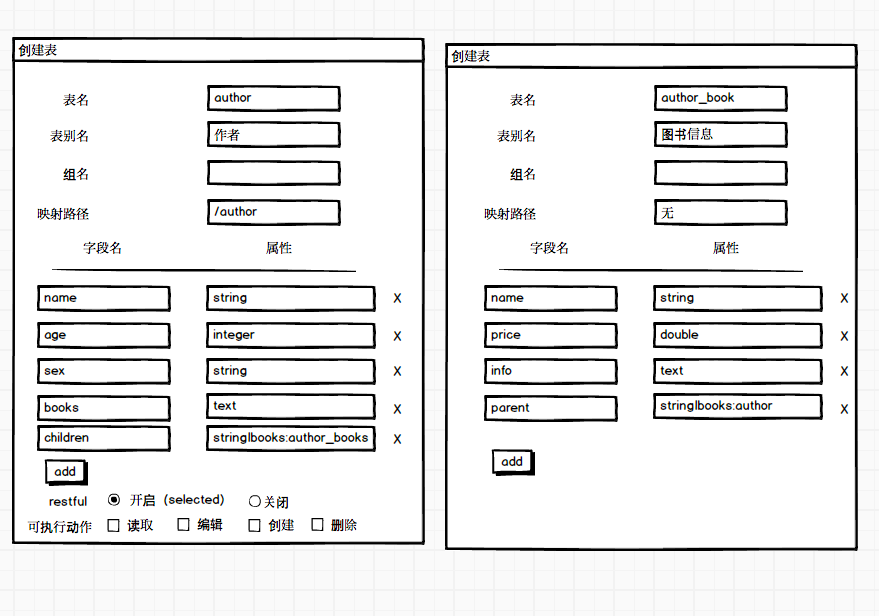 创建表
表名 author
表别名 作者
组名
映射路径 /author
字段名 属性
name string X
age integer X
sex string X
books text X
children string|books:author_books X
add
restful 开启（selected） 关闭
可执行动作 读取 编辑 创建 删除
创建表
表名 author_book
表别名 图书信息
组名
映射路径 无
字段名 属性
name string X
price double X
info text X
parent string|books:author X
add